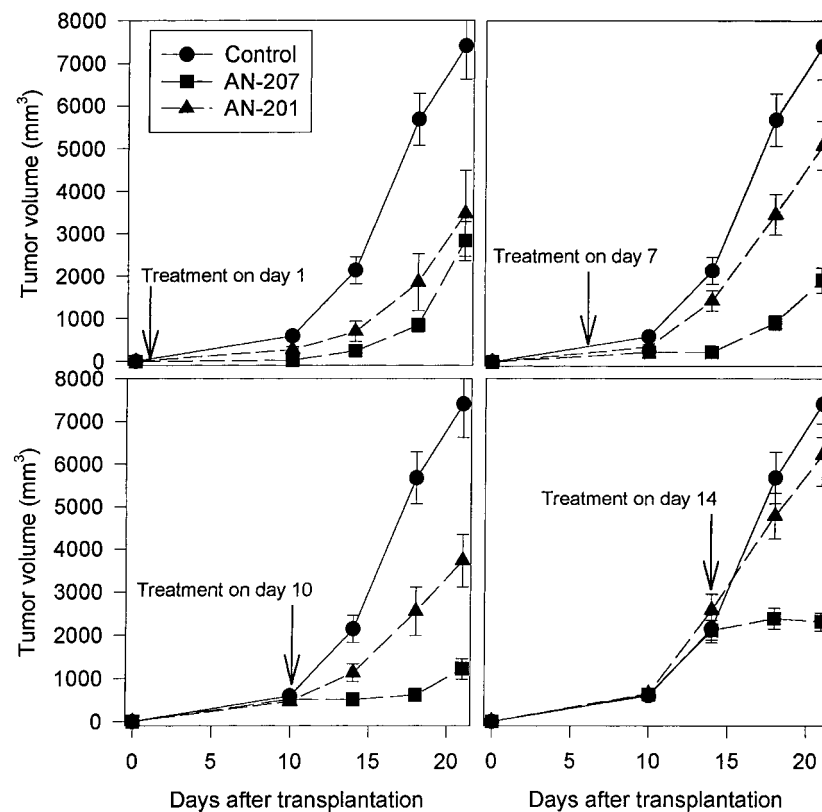 8000
7000
6000
5000
4000
3000
2000
1000
0
Tumor volume (mm³)
Control
AN-207
AN-201
Treatment on day 1
Treatment on day 7
8000
7000
6000
5000
4000
3000
2000
1000
0
Tumor volume (mm³)
Treatment on day 10
Treatment on day 14
0 5 10 15 20
0 5 10 15 20
Days after transplantation
Days after transplantation